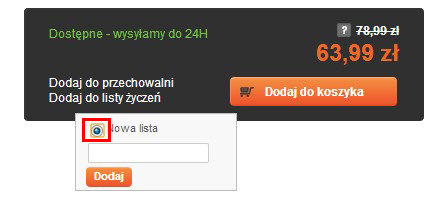 Dostępne - wysyłamy do 24H
? 78,99 zł
63,99 zł
Dodaj do przechowalni
Dodaj do listy życzeń
Dodaj do koszyka
Nowa lista
Dodaj